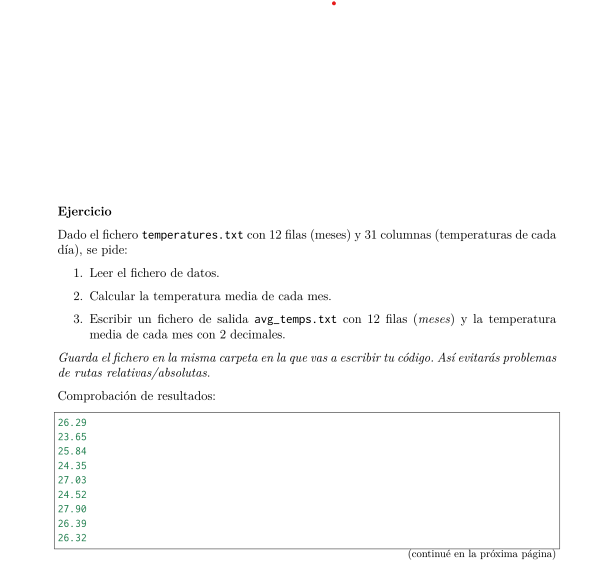 Ejercicio
Dado el fichero temperatures.txt con 12 filas (meses) y 31 columnas (temperaturas de cada
día), se pide:
1. Leer el fichero de datos.
2. Calcular la temperatura media de cada mes.
3. Escribir un fichero de salida avg_temps.txt con 12 filas (meses) y la temperatura
media de cada mes con 2 decimales.
Guarda el fichero en la misma carpeta en la que vas a escribir tu código. Así evitarás problemas
de rutas relativas/absolutas.
Comprobación de resultados:
26.29
23.65
25.84
24.35
27.03
24.52
27.90
26.39
26.32
(continué en la próxima página)